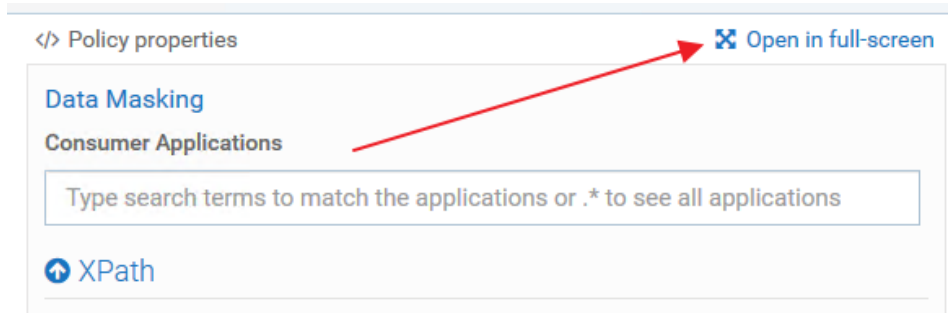 </> Policy properties
Open in full-screen
Data Masking
Consumer Applications
Type search terms to match the applications or .* to see all applications
XPath